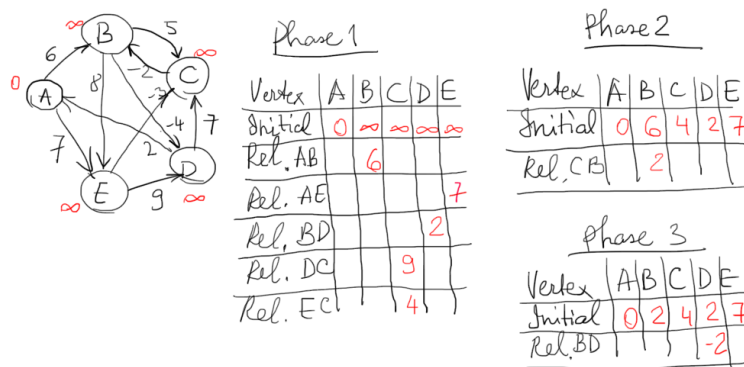 ∞ B 5 ∞
6 -2 C
0 A 8 -3
-4 7
7 2 D
E 9 ∞
∞
Phase 1
Vertex A B C D E
Initial 0 ∞ ∞ ∞ ∞
Rel. AB 6
Rel. AE 7
Rel. BD 2
Rel. DC 9
Rel. EC 4
Phase 2
Vertex A B C D E
Initial 0 6 4 2 7
Rel. CB 2
Phase 3
Vertex A B C D E
Initial 0 2 4 2 7
Rel. BD -2